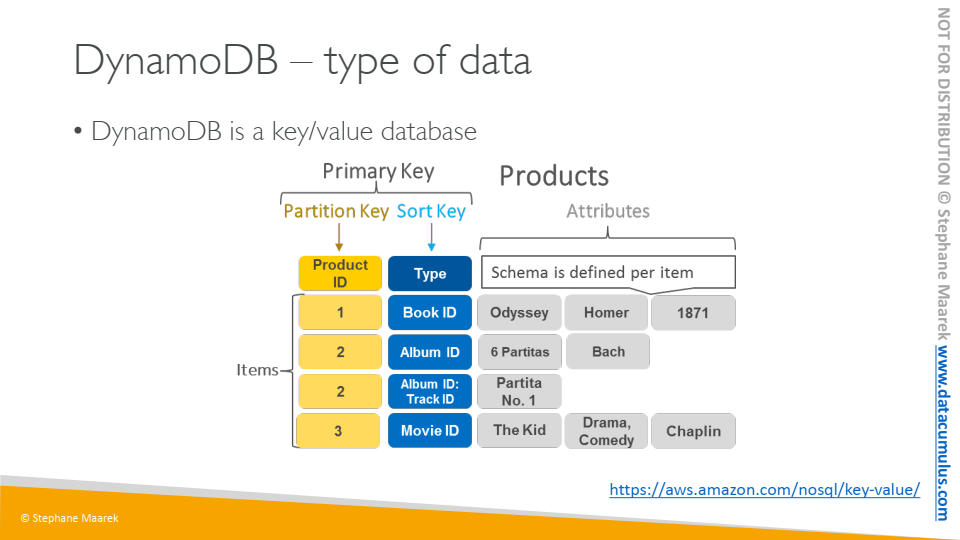 DynamoDB – type of data
• DynamoDB is a key/value database
Primary Key
Products
Partition Key
Sort Key
Attributes
Product
ID
Type
Schema is defined per item
Items
1
Book ID
Odyssey
Homer
1871
2
Album ID
6 Partitas
Bach
2
Album ID:
Track ID
Partita
No. 1
3
Movie ID
The Kid
Drama,
Comedy
Chaplin
https://aws.amazon.com/nosql/key-value/
© Stephane Maarek
NOT FOR DISTRIBUTION © Stephane Maarek www.datacumulus.com